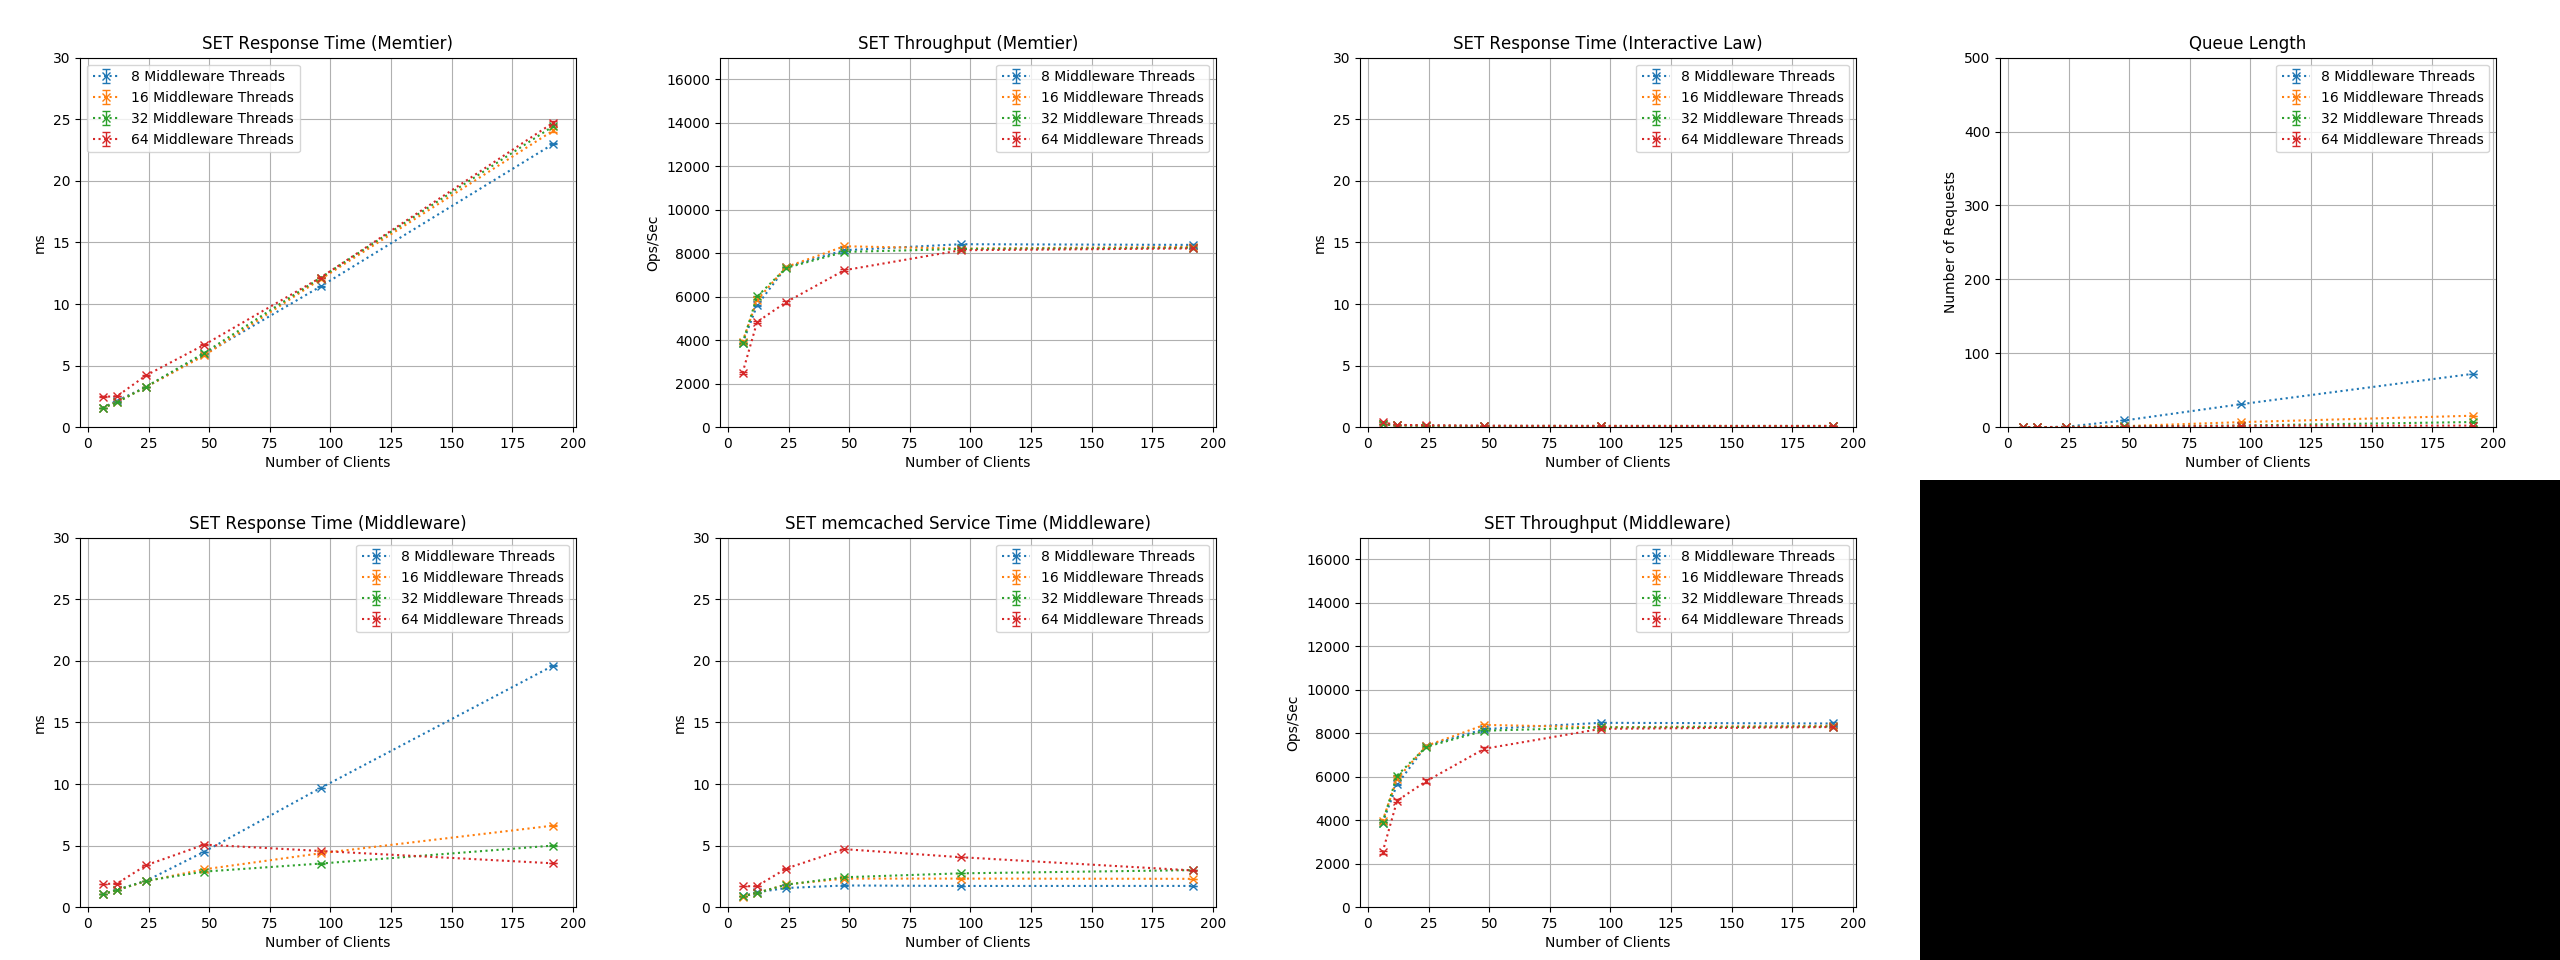 SET Response Time (Memtier)
30
25
20
15
10
5
0
ms
8 Middleware Threads
16 Middleware Threads
32 Middleware Threads
64 Middleware Threads
0 25 50 75 100 125 150 175 200
Number of Clients
SET Throughput (Memtier)
16000
14000
12000
10000
8000
6000
4000
2000
0
Ops/Sec
8 Middleware Threads
16 Middleware Threads
32 Middleware Threads
64 Middleware Threads
0 25 50 75 100 125 150 175 200
Number of Clients
SET Response Time (Interactive Law)
30
25
20
15
10
5
0
ms
8 Middleware Threads
16 Middleware Threads
32 Middleware Threads
64 Middleware Threads
0 25 50 75 100 125 150 175 200
Number of Clients
Queue Length
500
400
300
200
100
0
Number of Requests
8 Middleware Threads
16 Middleware Threads
32 Middleware Threads
64 Middleware Threads
0 25 50 75 100 125 150 175 200
Number of Clients
SET Response Time (Middleware)
30
25
20
15
10
5
0
ms
8 Middleware Threads
16 Middleware Threads
32 Middleware Threads
64 Middleware Threads
0 25 50 75 100 125 150 175 200
Number of Clients
SET memcached Service Time (Middleware)
30
25
20
15
10
5
0
ms
8 Middleware Threads
16 Middleware Threads
32 Middleware Threads
64 Middleware Threads
0 25 50 75 100 125 150 175 200
Number of Clients
SET Throughput (Middleware)
16000
14000
12000
10000
8000
6000
4000
2000
0
Ops/Sec
8 Middleware Threads
16 Middleware Threads
32 Middleware Threads
64 Middleware Threads
0 25 50 75 100 125 150 175 200
Number of Clients